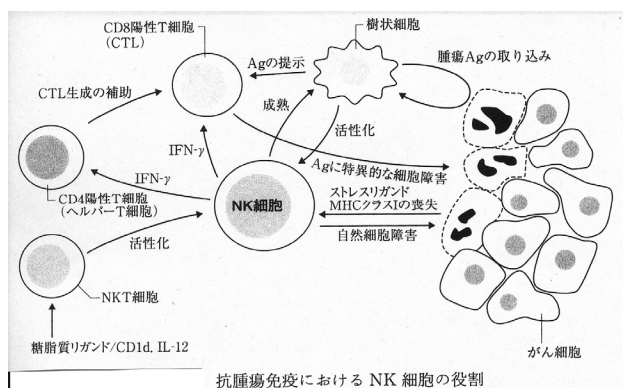 CD8陽性T細胞
(CTL)
樹状細胞
Agの提示
腫瘍Agの取り込み
CTL生成の補助
成熟
活性化
IFN-γ
Agに特異的な細胞障害
IFN-γ
CD4陽性T細胞
(ヘルパーT細胞)
NK細胞
ストレスリガンド
MHCクラスIの喪失
自然細胞障害
活性化
NKT細胞
糖脂質リガンド/CD1d, IL-12
がん細胞
抗腫瘍免疫における NK 細胞の役割